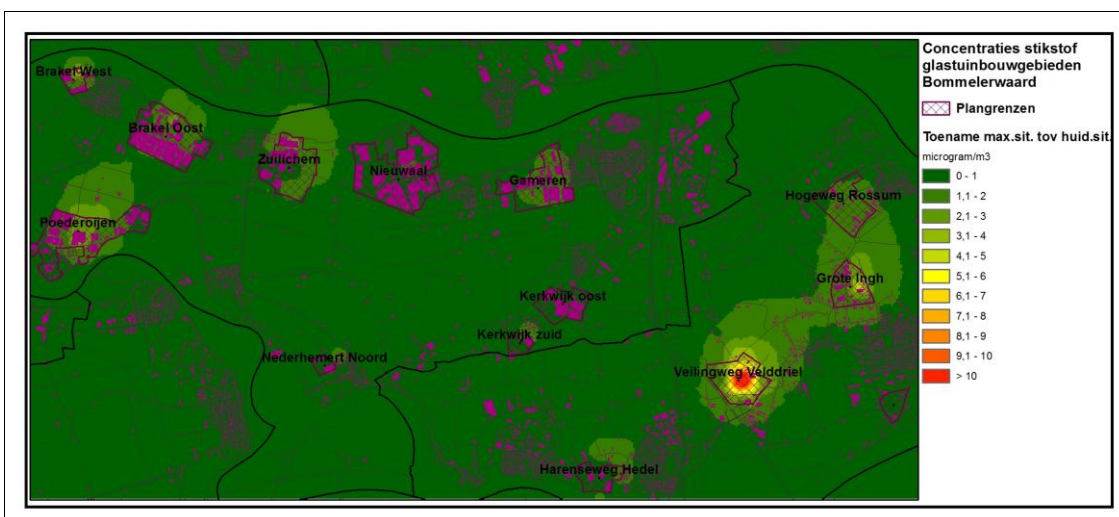 Concentraties stikstof
glastuinbouwgebieden
Bommelerwaard
Plangrenzen
Toename max.sit. tov huid.sit.
microgram/m3
0 - 1
1,1 - 2
2,1 - 3
3,1 - 4
4,1 - 5
5,1 - 6
6,1 - 7
7,1 - 8
8,1 - 9
9,1 - 10
> 10
Brakel West
Brakel Oost
Zuilichem
Nieuwaal
Gameren
Hogeweg Rossum
Poederoijen
Grote Ingh
Kerkwijk oost
Kerkwijk zuid
Nederhemert Noord
Veilingweg Velddriel
Harenseweg Hedel